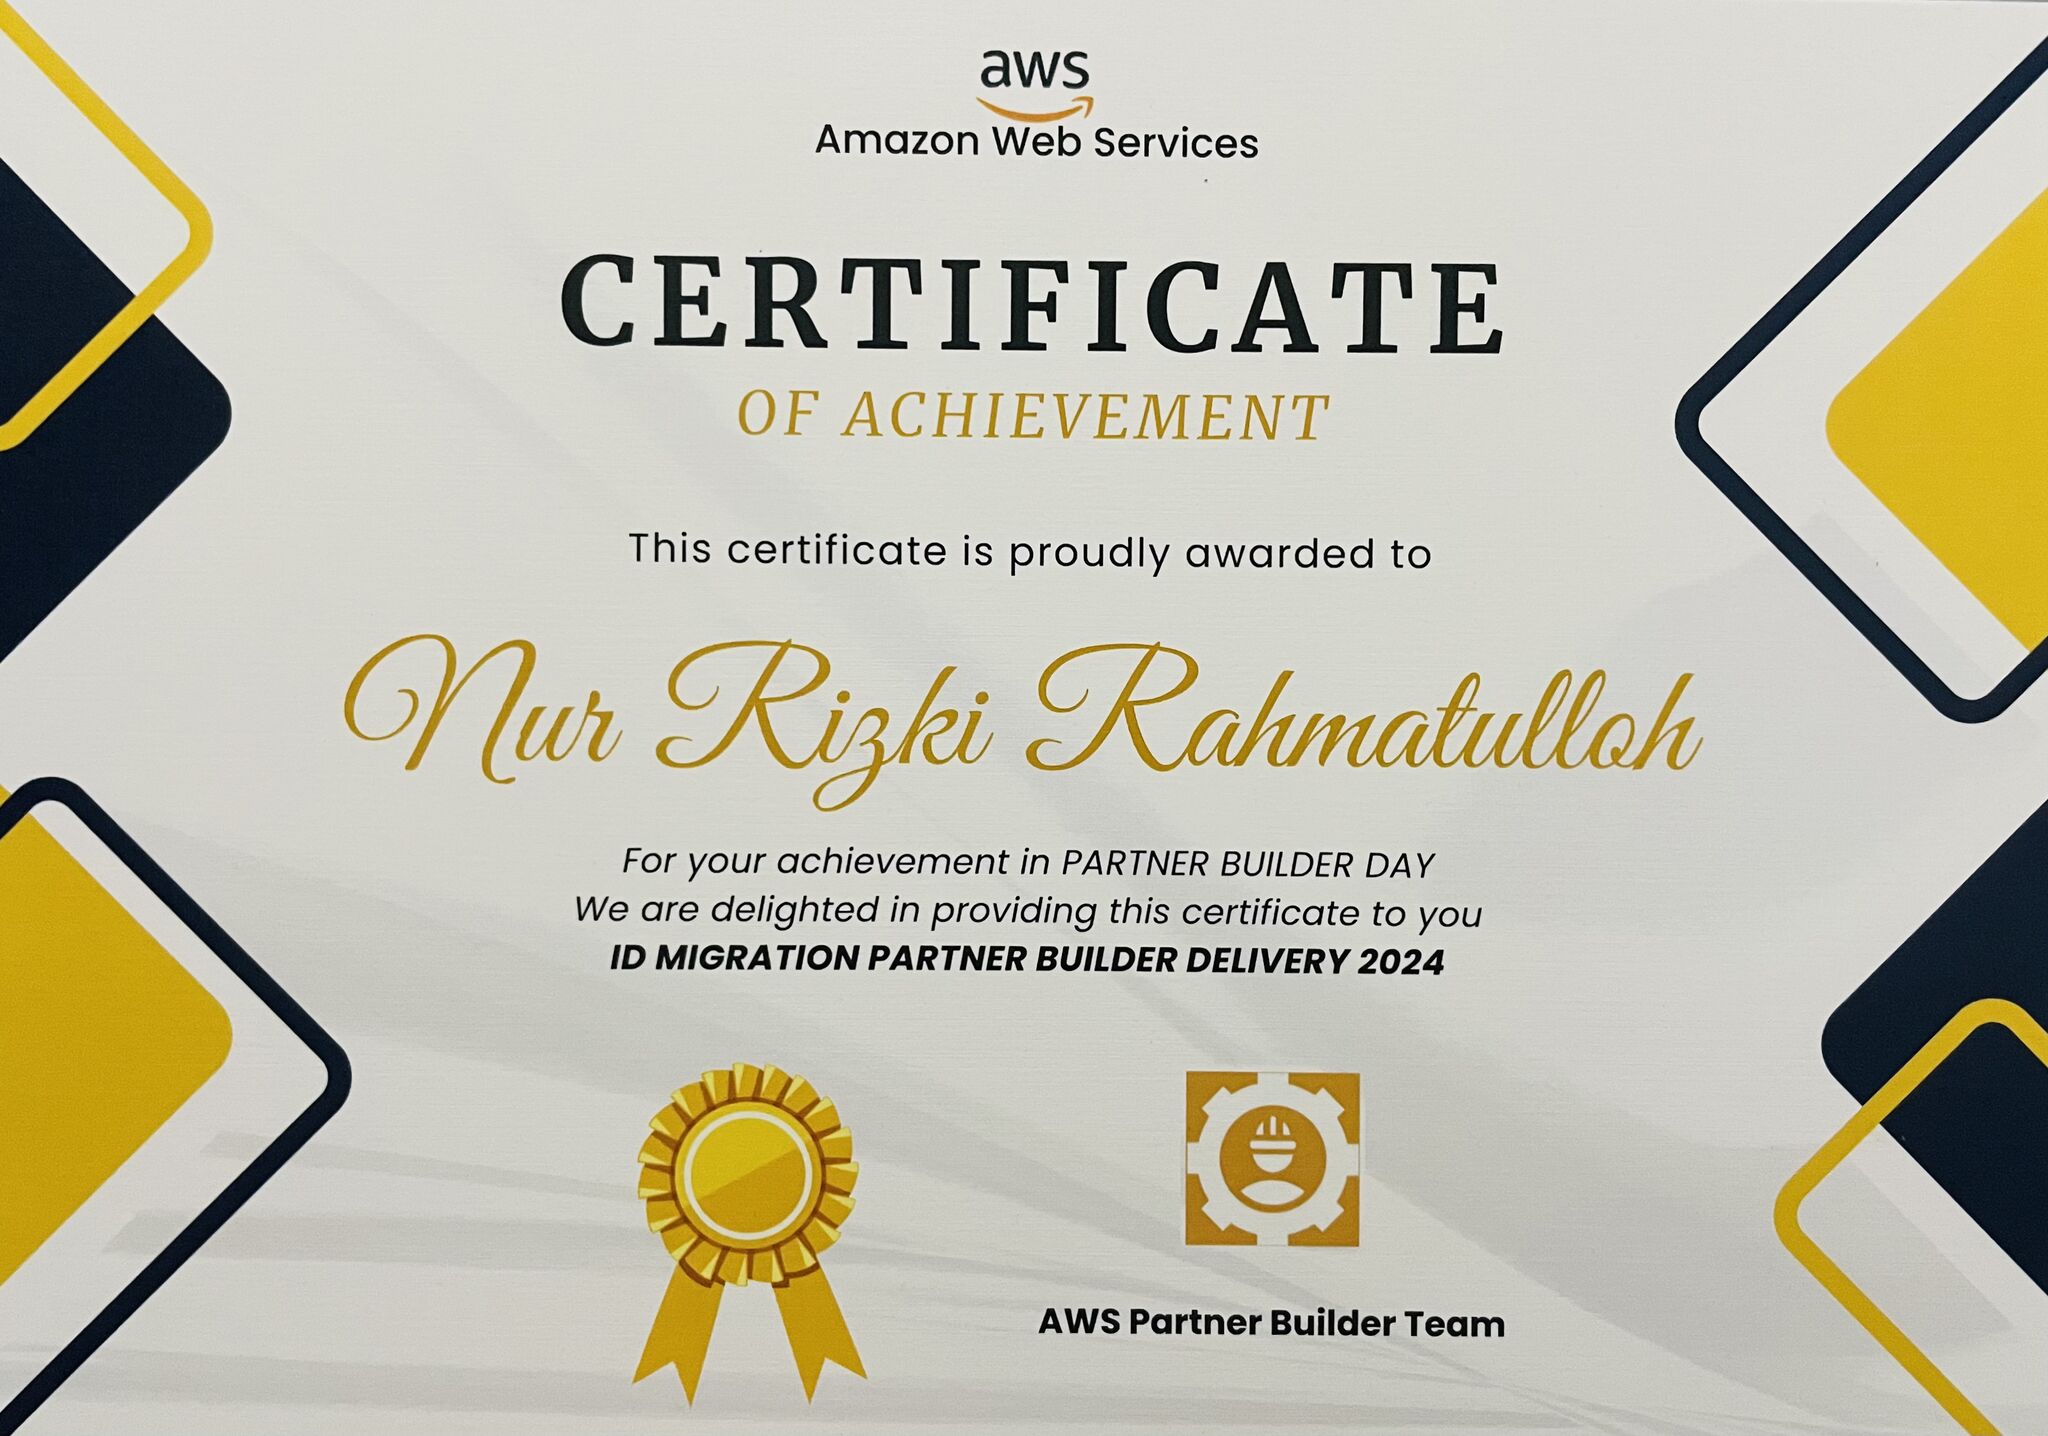 aws
Amazon Web Services
CERTIFICATE
OF ACHIEVEMENT
This certificate is proudly awarded to
Nur Rizki Rahmatulloh
For your achievement in PARTNER BUILDER DAY
We are delighted in providing this certificate to you
ID MIGRATION PARTNER BUILDER DELIVERY 2024
AWS Partner Builder Team